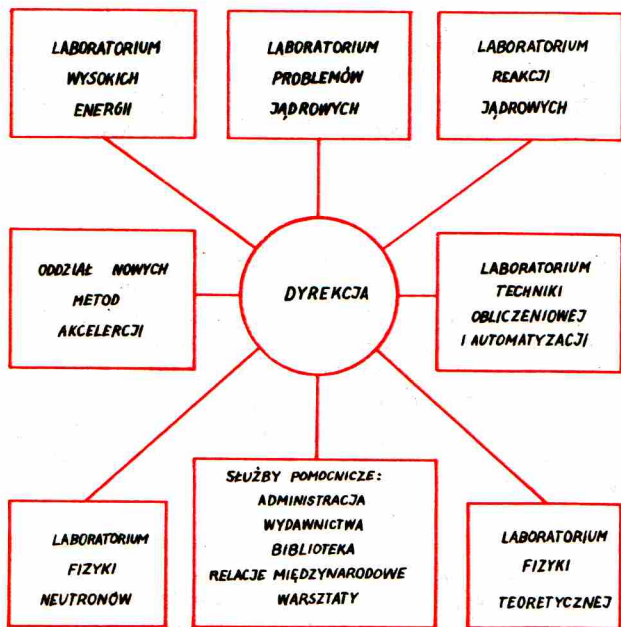 LABORATORIUM
WYSOKICH
ENERGII
LABORATORIUM
PROBLEMÓW
JĄDROWYCH
LABORATORIUM
REAKCJI
JĄDROWYCH
ODDZIAŁ NOWYCH
METOD
AKCELERCJI
DYREKCJA
LABORATORIUM
TECHNIKI
OBLICZENIOWEJ
I AUTOMATYZACJI
LABORATORIUM
FIZYKI
NEUTRONÓW
SŁUŻBY POMOCNICZE:
ADMINISTRACJA
WYDAWNICTWA
BIBLIOTEKA
RELACJE MIĘDZYNARODOWE
WARSZTATY
LABORATORIUM
FIZYKI
TEORETYCZNEJ